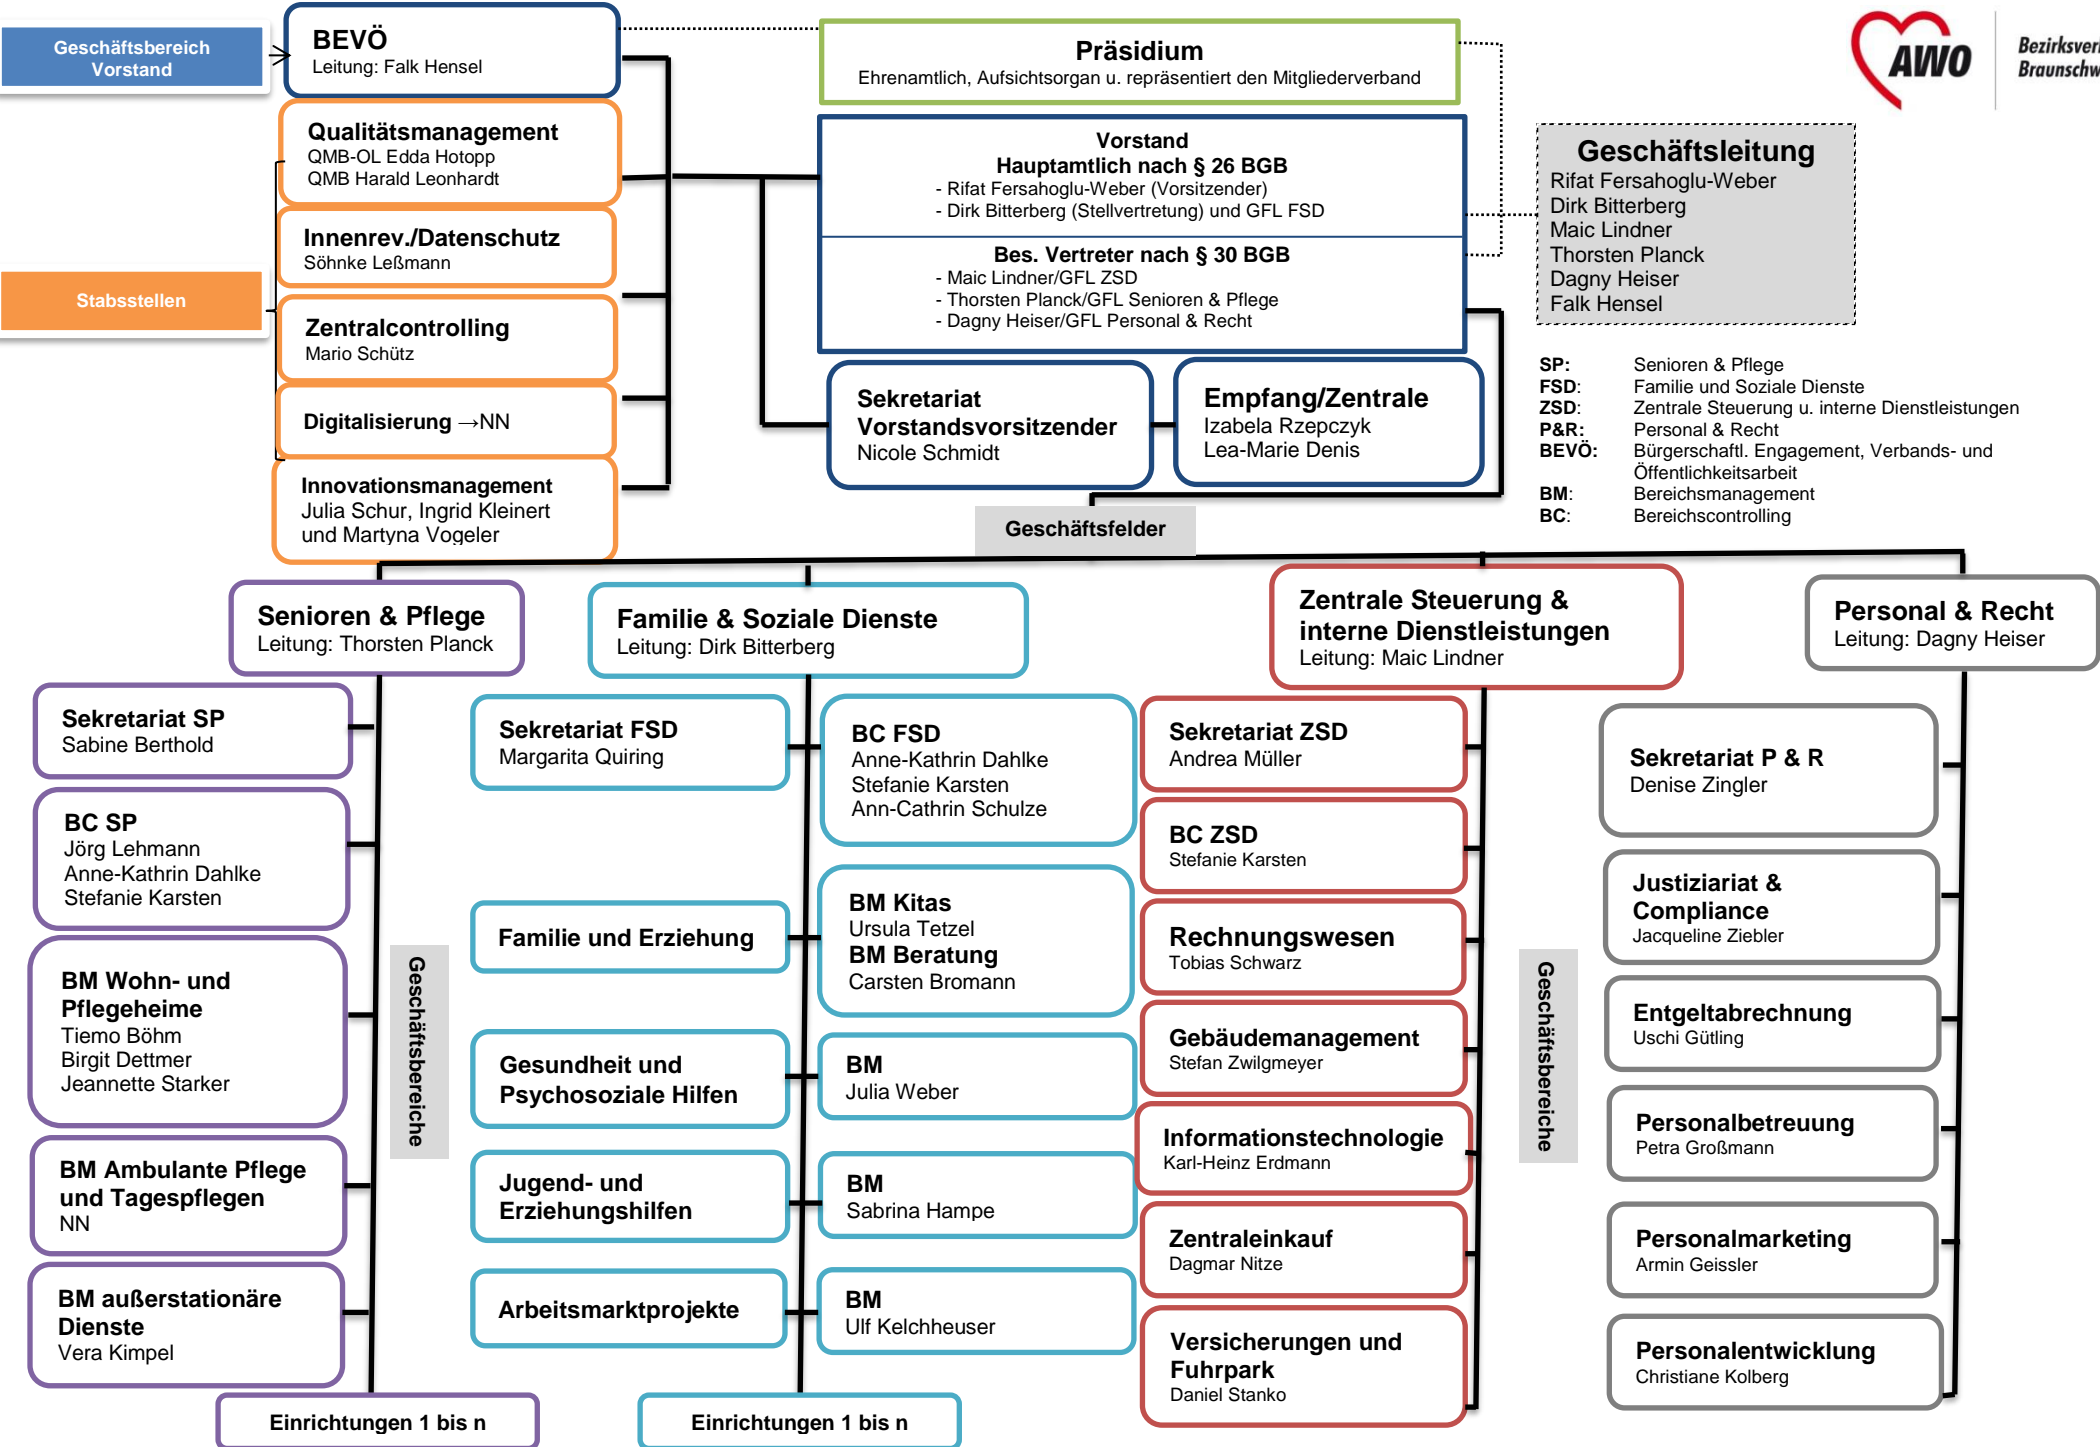 Geschäftsbereich
Vorstand
BEVÖ
Leitung: Falk Hensel
Präsidium
Ehrenamtlich, Aufsichtsorgan u. repräsentiert den Mitgliederverband
AWO
Stabsstellen
Qualitätsmanagement
QMB-OL Edda Hotopp
QMB Harald Leonhardt
Innenrev./Datenschutz
Söhnke Leßmann
Zentralcontrolling
Mario Schütz
Digitalisierung →NN
Innovationsmanagement
Julia Schur, Ingrid Kleinert
und Martyna Vogeler
Vorstand
Hauptamtlich nach § 26 BGB
- Rifat Fersahoglu-Weber (Vorsitzender)
- Dirk Bitterberg (Stellvertretung) und GFL FSD
Bes. Vertreter nach § 30 BGB
- Maic Lindner/GFL ZSD
- Thorsten Planck/GFL Senioren & Pflege
- Dagny Heiser/GFL Personal & Recht
Sekretariat
Vorstandsvorsitzender
Nicole Schmidt
Empfang/Zentrale
Izabela Rzepczyk
Lea-Marie Denis
Geschäftsleitung
Rifat Fersahoglu-Weber
Dirk Bitterberg
Maic Lindner
Thorsten Planck
Dagny Heiser
Falk Hensel
SP: Senioren & Pflege
FSD: Familie und Soziale Dienste
ZSD: Zentrale Steuerung u. interne Dienstleistungen
P&R: Personal & Recht
BEVÖ: Bürgerschaftl. Engagement, Verbands- und
Öffentlichkeitsarbeit
BM: Bereichsmanagement
BC: Bereichscontrolling
Geschäftsfelder
Senioren & Pflege
Leitung: Thorsten Planck
Sekretariat SP
Sabine Berthold
BC SP
Jörg Lehmann
Anne-Kathrin Dahlke
Stefanie Karsten
BM Wohn- und
Pflegeheime
Tiemo Böhm
Birgit Dettmer
Jeannette Starker
BM Ambulante Pflege
und Tagespflegen
NN
BM außerstationäre
Dienste
Vera Kimpel
Einrichtungen 1 bis n
Geschäftsbereiche
Familie & Soziale Dienste
Leitung: Dirk Bitterberg
Sekretariat FSD
Margarita Quiring
BC FSD
Anne-Kathrin Dahlke
Stefanie Karsten
Ann-Cathrin Schulze
Familie und Erziehung
BM Kitas
Ursula Tetzel
BM Beratung
Carsten Bromann
Gesundheit und
Psychosoziale Hilfen
BM
Julia Weber
Jugend- und
Erziehungshilfen
BM
Sabrina Hampe
Arbeitsmarktprojekte
BM
Ulf Kelchheuser
Einrichtungen 1 bis n
Zentrale Steuerung &
interne Dienstleistungen
Leitung: Maic Lindner
Sekretariat ZSD
Andrea Müller
BC ZSD
Stefanie Karsten
Rechnungswesen
Tobias Schwarz
Gebäudemanagement
Stefan Zwilgmeyer
Informationstechnologie
Karl-Heinz Erdmann
Zentraleinkauf
Dagmar Nitze
Versicherungen und
Fuhrpark
Daniel Stanko
Geschäftsbereiche
Personal & Recht
Leitung: Dagny Heiser
Sekretariat P & R
Denise Zingler
Justiziariat &
Compliance
Jacqueline Ziebler
Entgeltabrechnung
Uschi Gütling
Personalbetreuung
Petra Großmann
Personalmarketing
Armin Geissler
Personalentwicklung
Christiane Kolberg